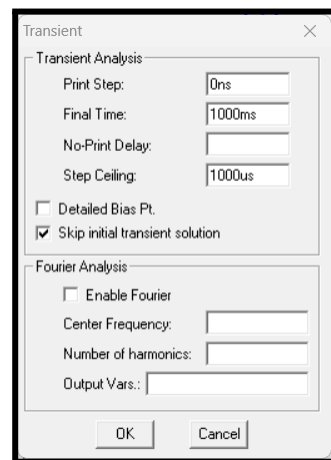 Transient
Transient Analysis
Print Step: 0ns
Final Time: 1000ms
No-Print Delay:
Step Ceiling: 1000us
Detailed Bias Pt.
Skip initial transient solution
Fourier Analysis
Enable Fourier
Center Frequency:
Number of harmonics:
Output Vars.:
OK Cancel